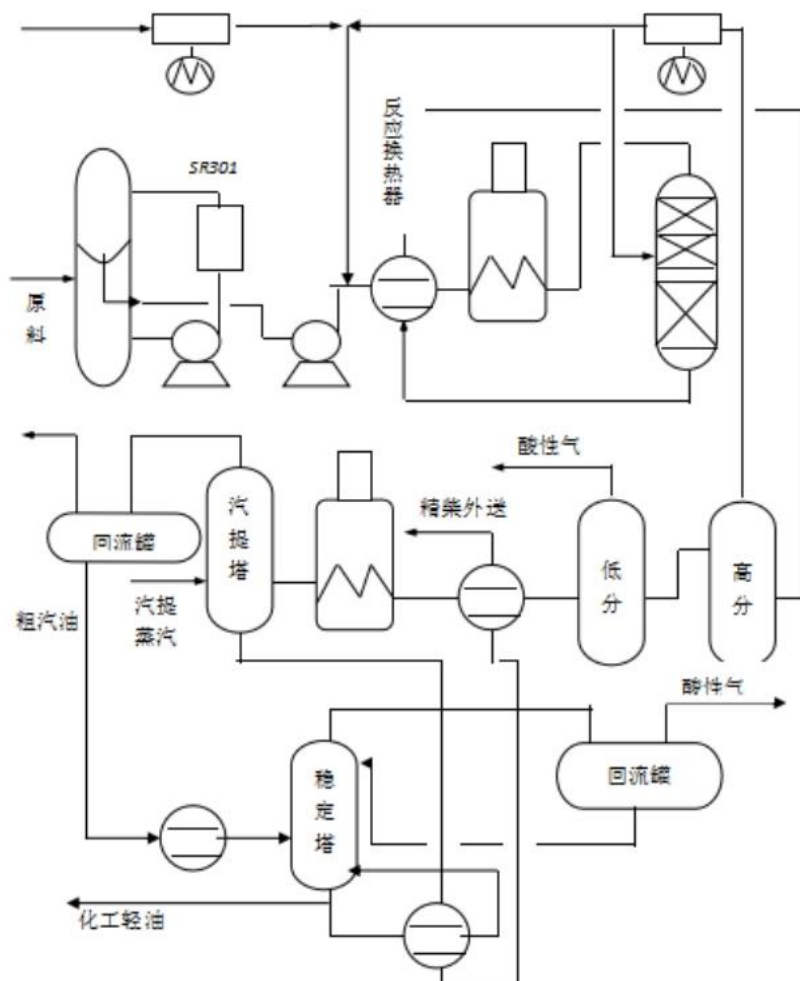 反应换热器
SR301
原料
酸性气
精柴外送
汽提塔
回流罐
低分
高分
汽提
蒸汽
粗汽油
酸性气
回流罐
稳定塔
化工轻油